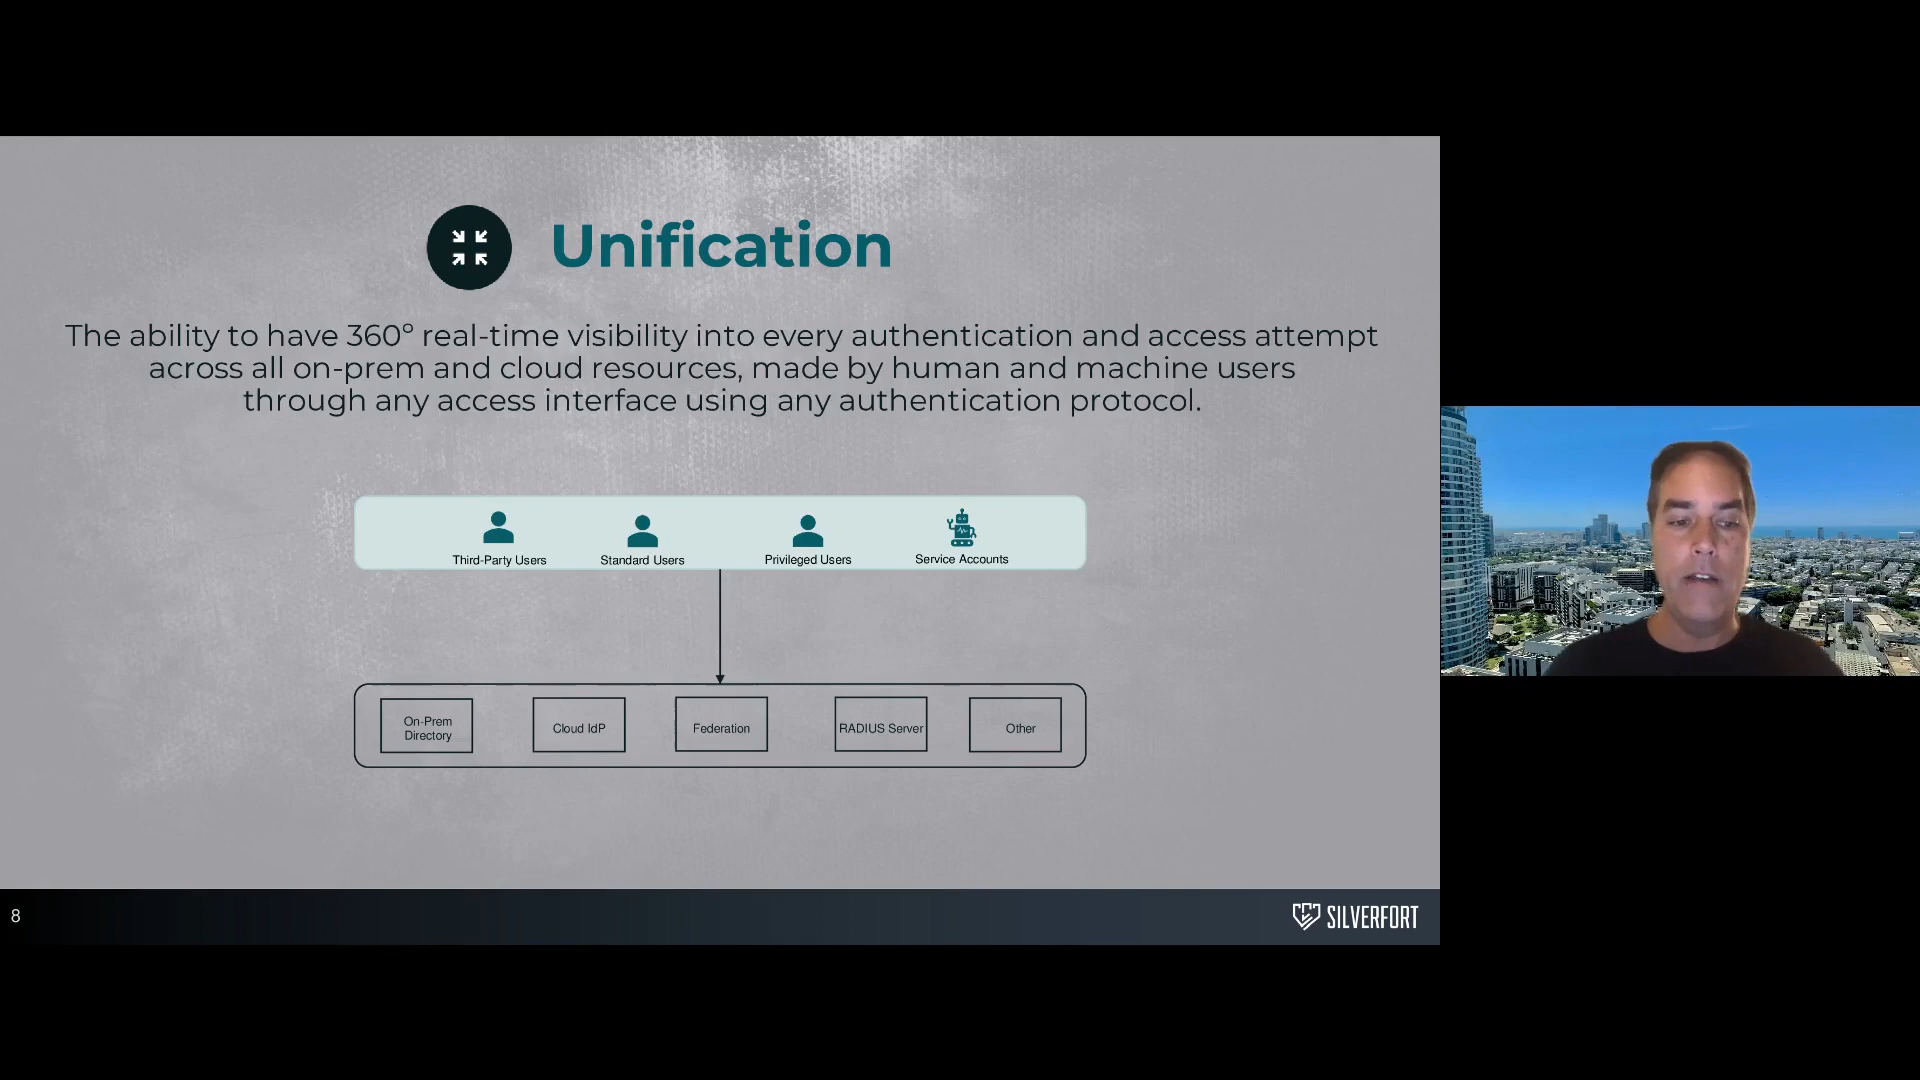 Unification
The ability to have 360º real-time visibility into every authentication and access attempt
across all on-prem and cloud resources, made by human and machine users
through any access interface using any authentication protocol.
Third-Party Users
Standard Users
Privileged Users
Service Accounts
On-Prem
Directory
Cloud IdP
Federation
RADIUS Server
Other
8
SILVERFORT